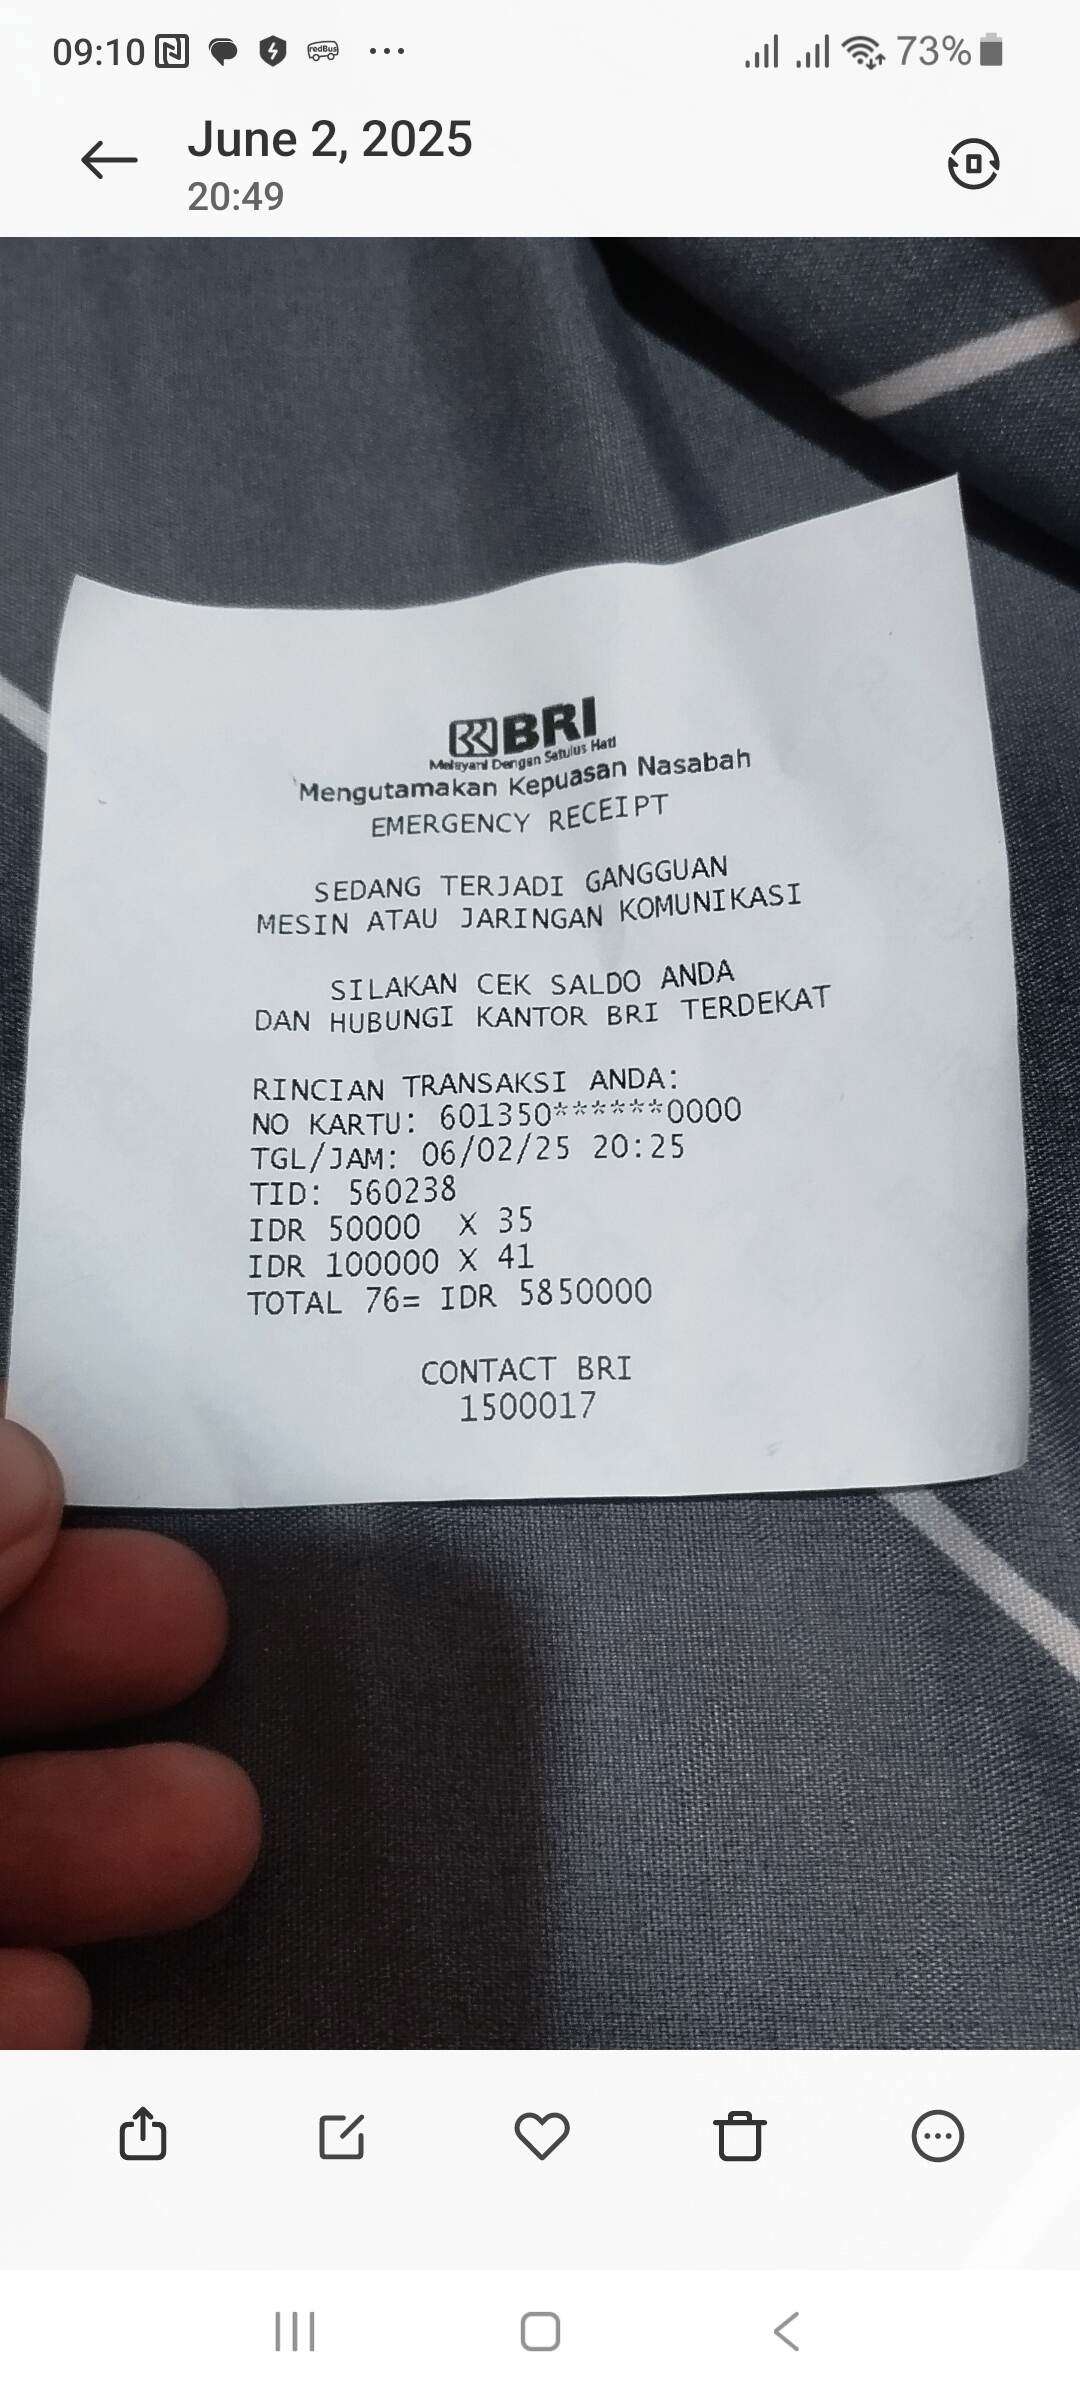 09:10
redBus
73%
June 2, 2025
20:49
BRI
Melayani Dengan Setulus Hati
Mengutamakan Kepuasan Nasabah
EMERGENCY RECEIPT
SEDANG TERJADI GANGGUAN
MESIN ATAU JARINGAN KOMUNIKASI
SILAKAN CEK SALDO ANDA
DAN HUBUNGI KANTOR BRI TERDEKAT
RINCIAN TRANSAKSI ANDA:
NO KARTU: 601350******0000
TGL/JAM: 06/02/25 20:25
TID: 560238
IDR 50000 X 35
IDR 100000 X 41
TOTAL 76= IDR 5850000
CONTACT BRI
1500017